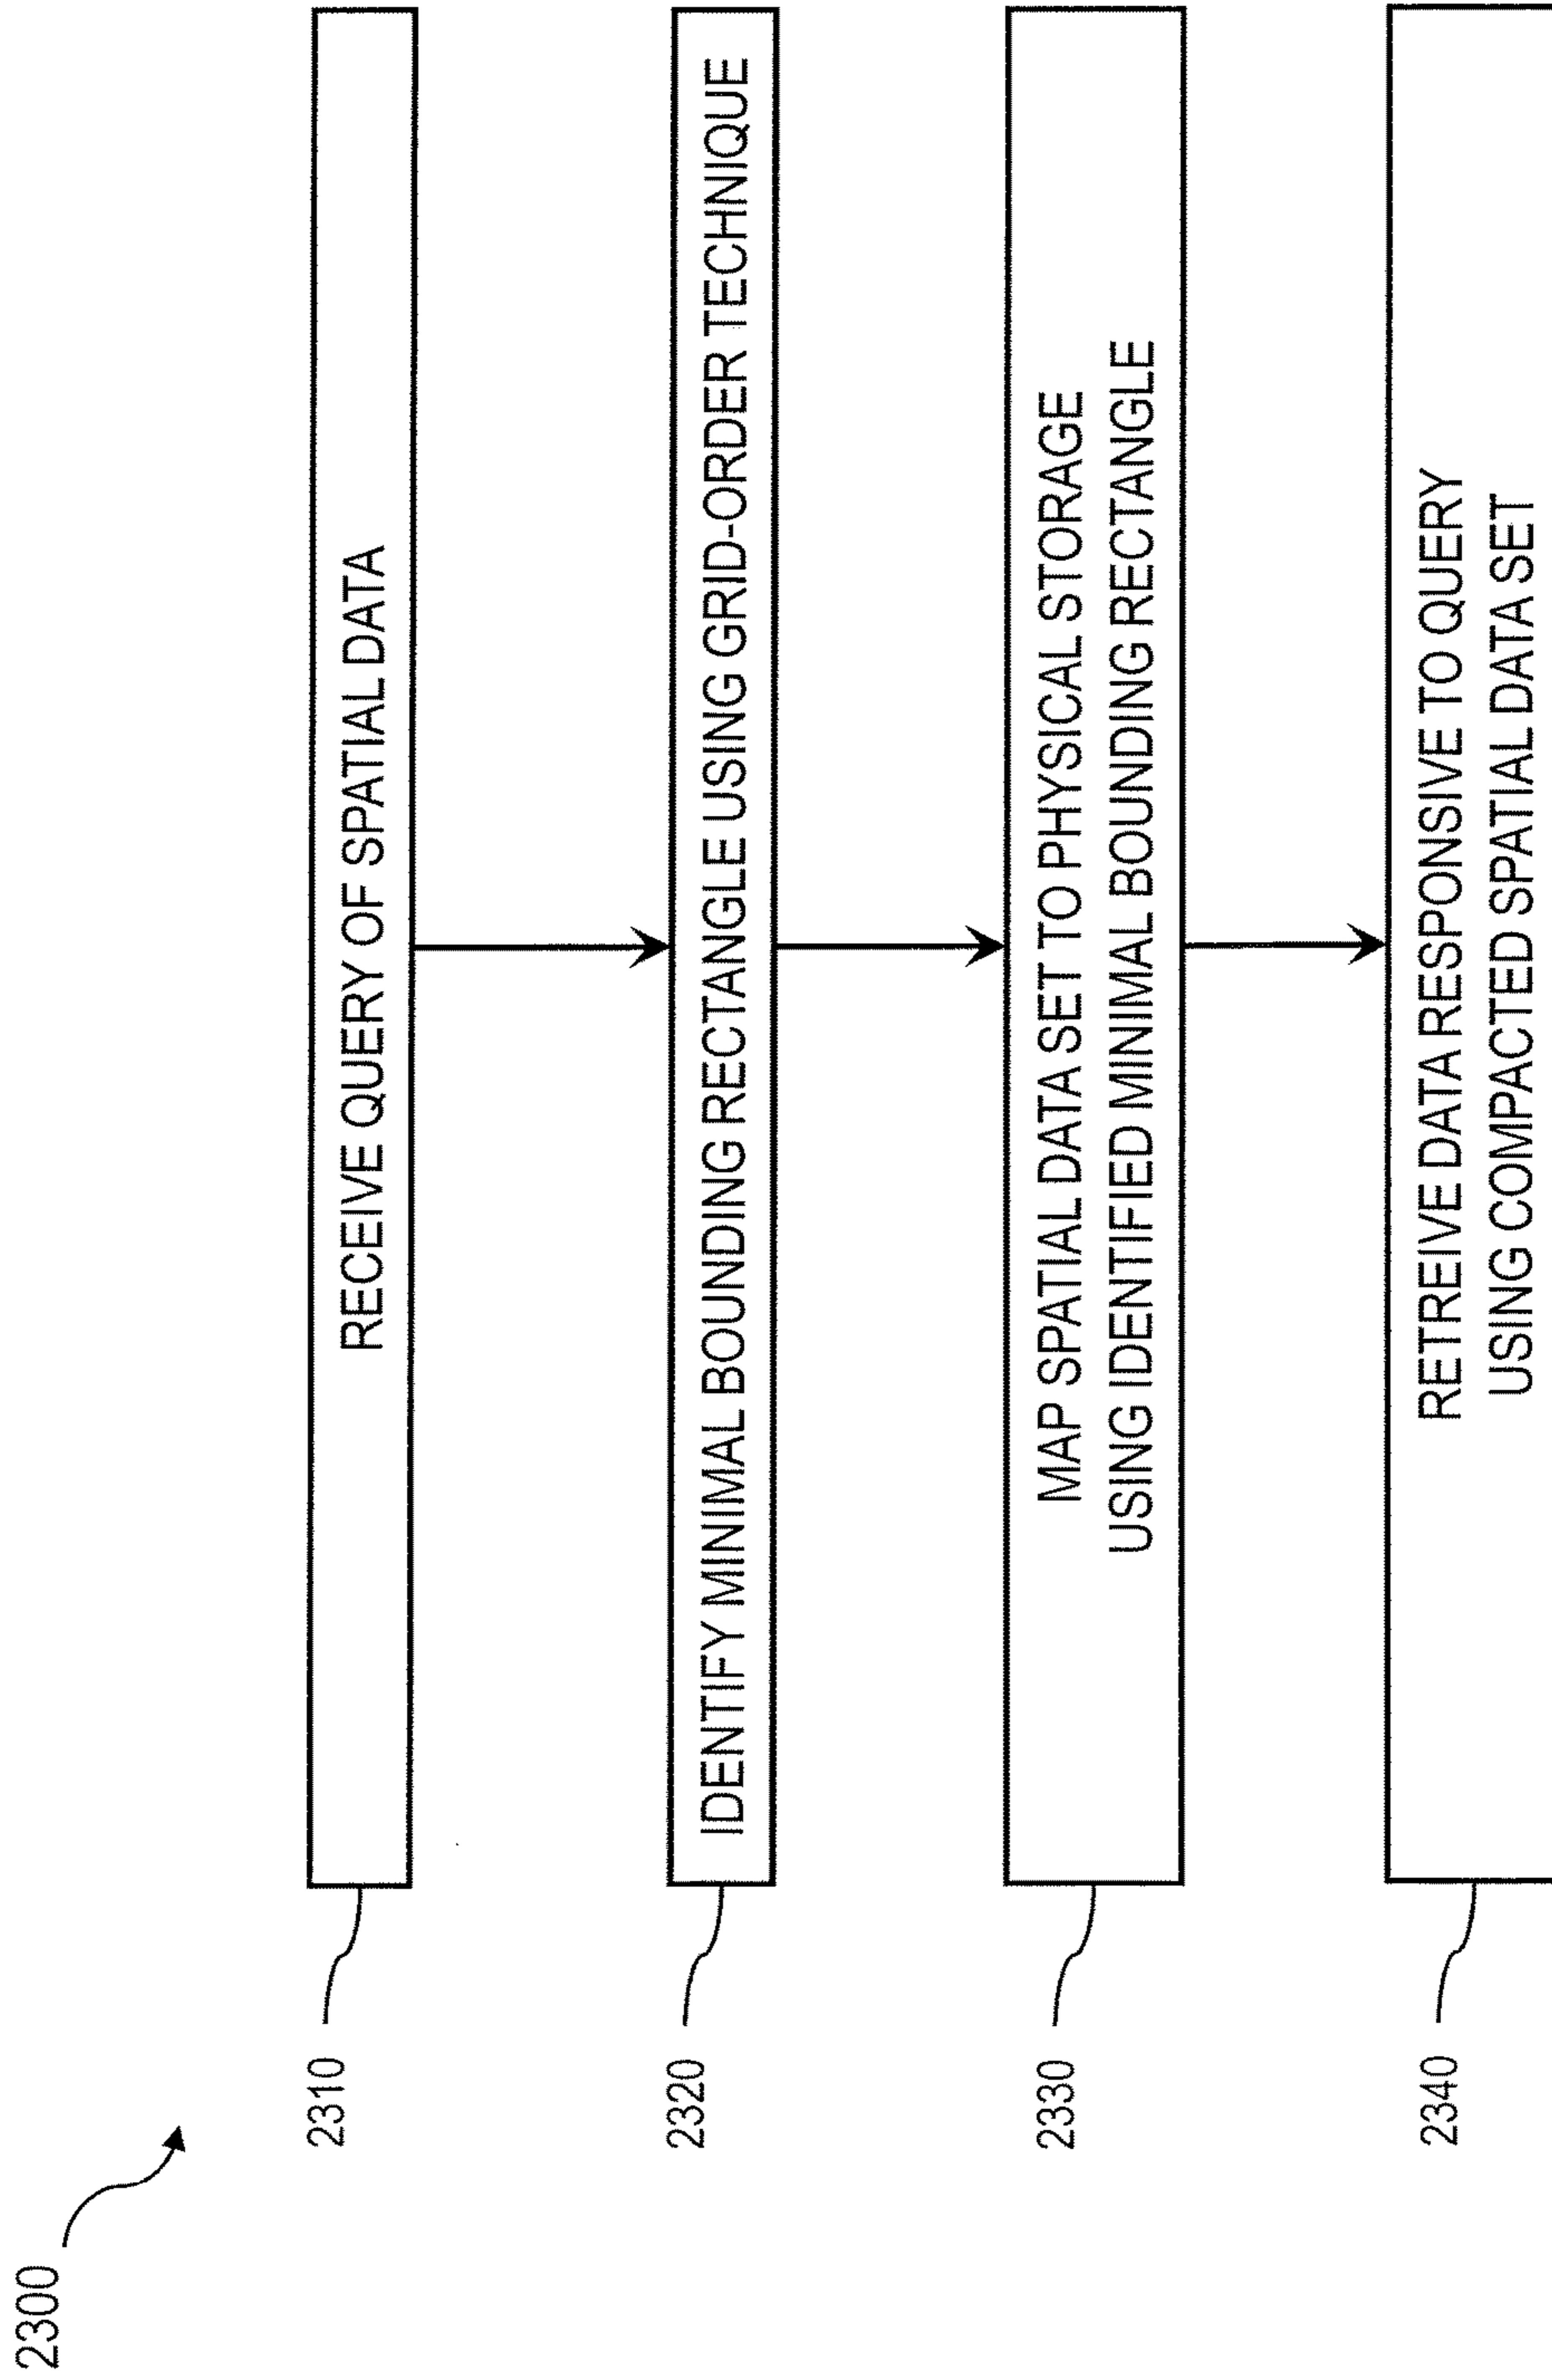 2300
2310
RECEIVE QUERY OF SPATIAL DATA
2320
IDENTIFY MINIMAL BOUNDING RECTANGLE USING GRID-ORDER TECHNIQUE
2330
MAP SPATIAL DATA SET TO PHYSICAL STORAGE
USING IDENTIFIED MINIMAL BOUNDING RECTANGLE
2340
RETREIVE DATA RESPONSIVE TO QUERY
USING COMPACTED SPATIAL DATA SET